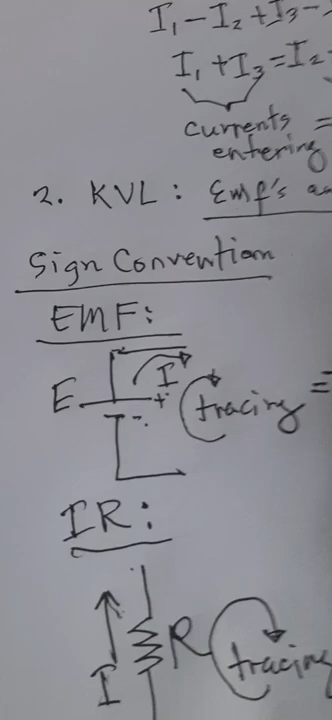 I₁ - I₂ + I₃ -
I₁ + I₃ = I₂
currents =
entering
2. KVL: Emf's
Sign Convention
EMF:
I
E + tracing =
-
IR:
I R tracing